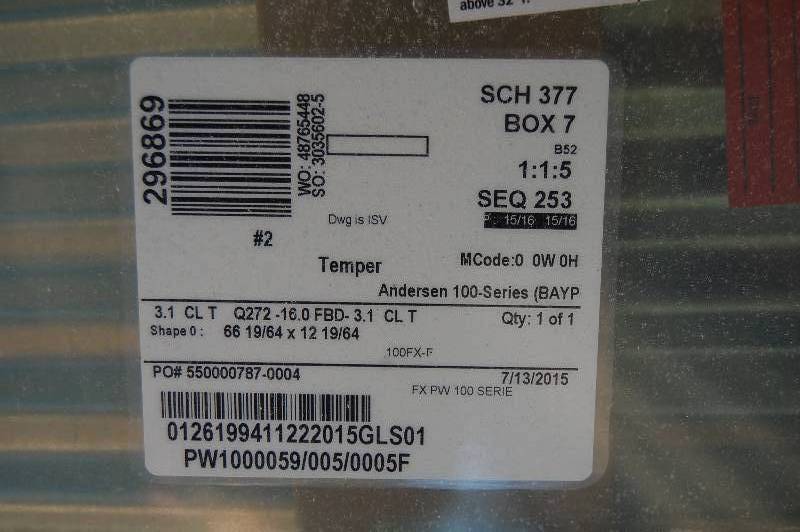 above 32
296869
WO: 48765448
SO: 3035602-5
SCH 377
BOX 7
B52
1:1:5
SEQ 253
P: 15/16 15/16
Dwg is ISV
#2
Temper
MCode:0 0W 0H
Andersen 100-Series (BAYP
3.1 CL T Q272 -16.0 FBD- 3.1 CL T
Qty: 1 of 1
Shape 0 : 66 19/64 x 12 19/64
100FX-F
PO# 550000787-0004
7/13/2015
FX PW 100 SERIE
0126199411222015GLS01
PW1000059/005/0005F